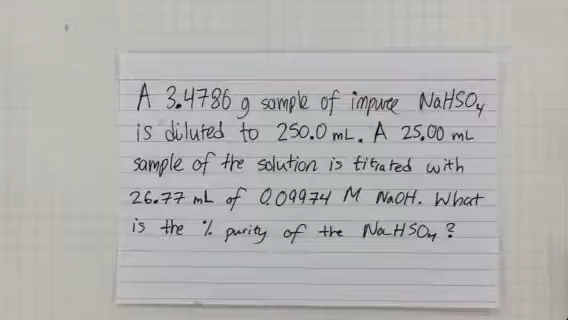 A 3.4786 g sample of impure NaHSO₄
is diluted to 250.0 mL. A 25.00 mL
sample of the solution is titrated with
26.77 mL of 0.09974 M NaOH. What
is the % purity of the NaHSO₄?